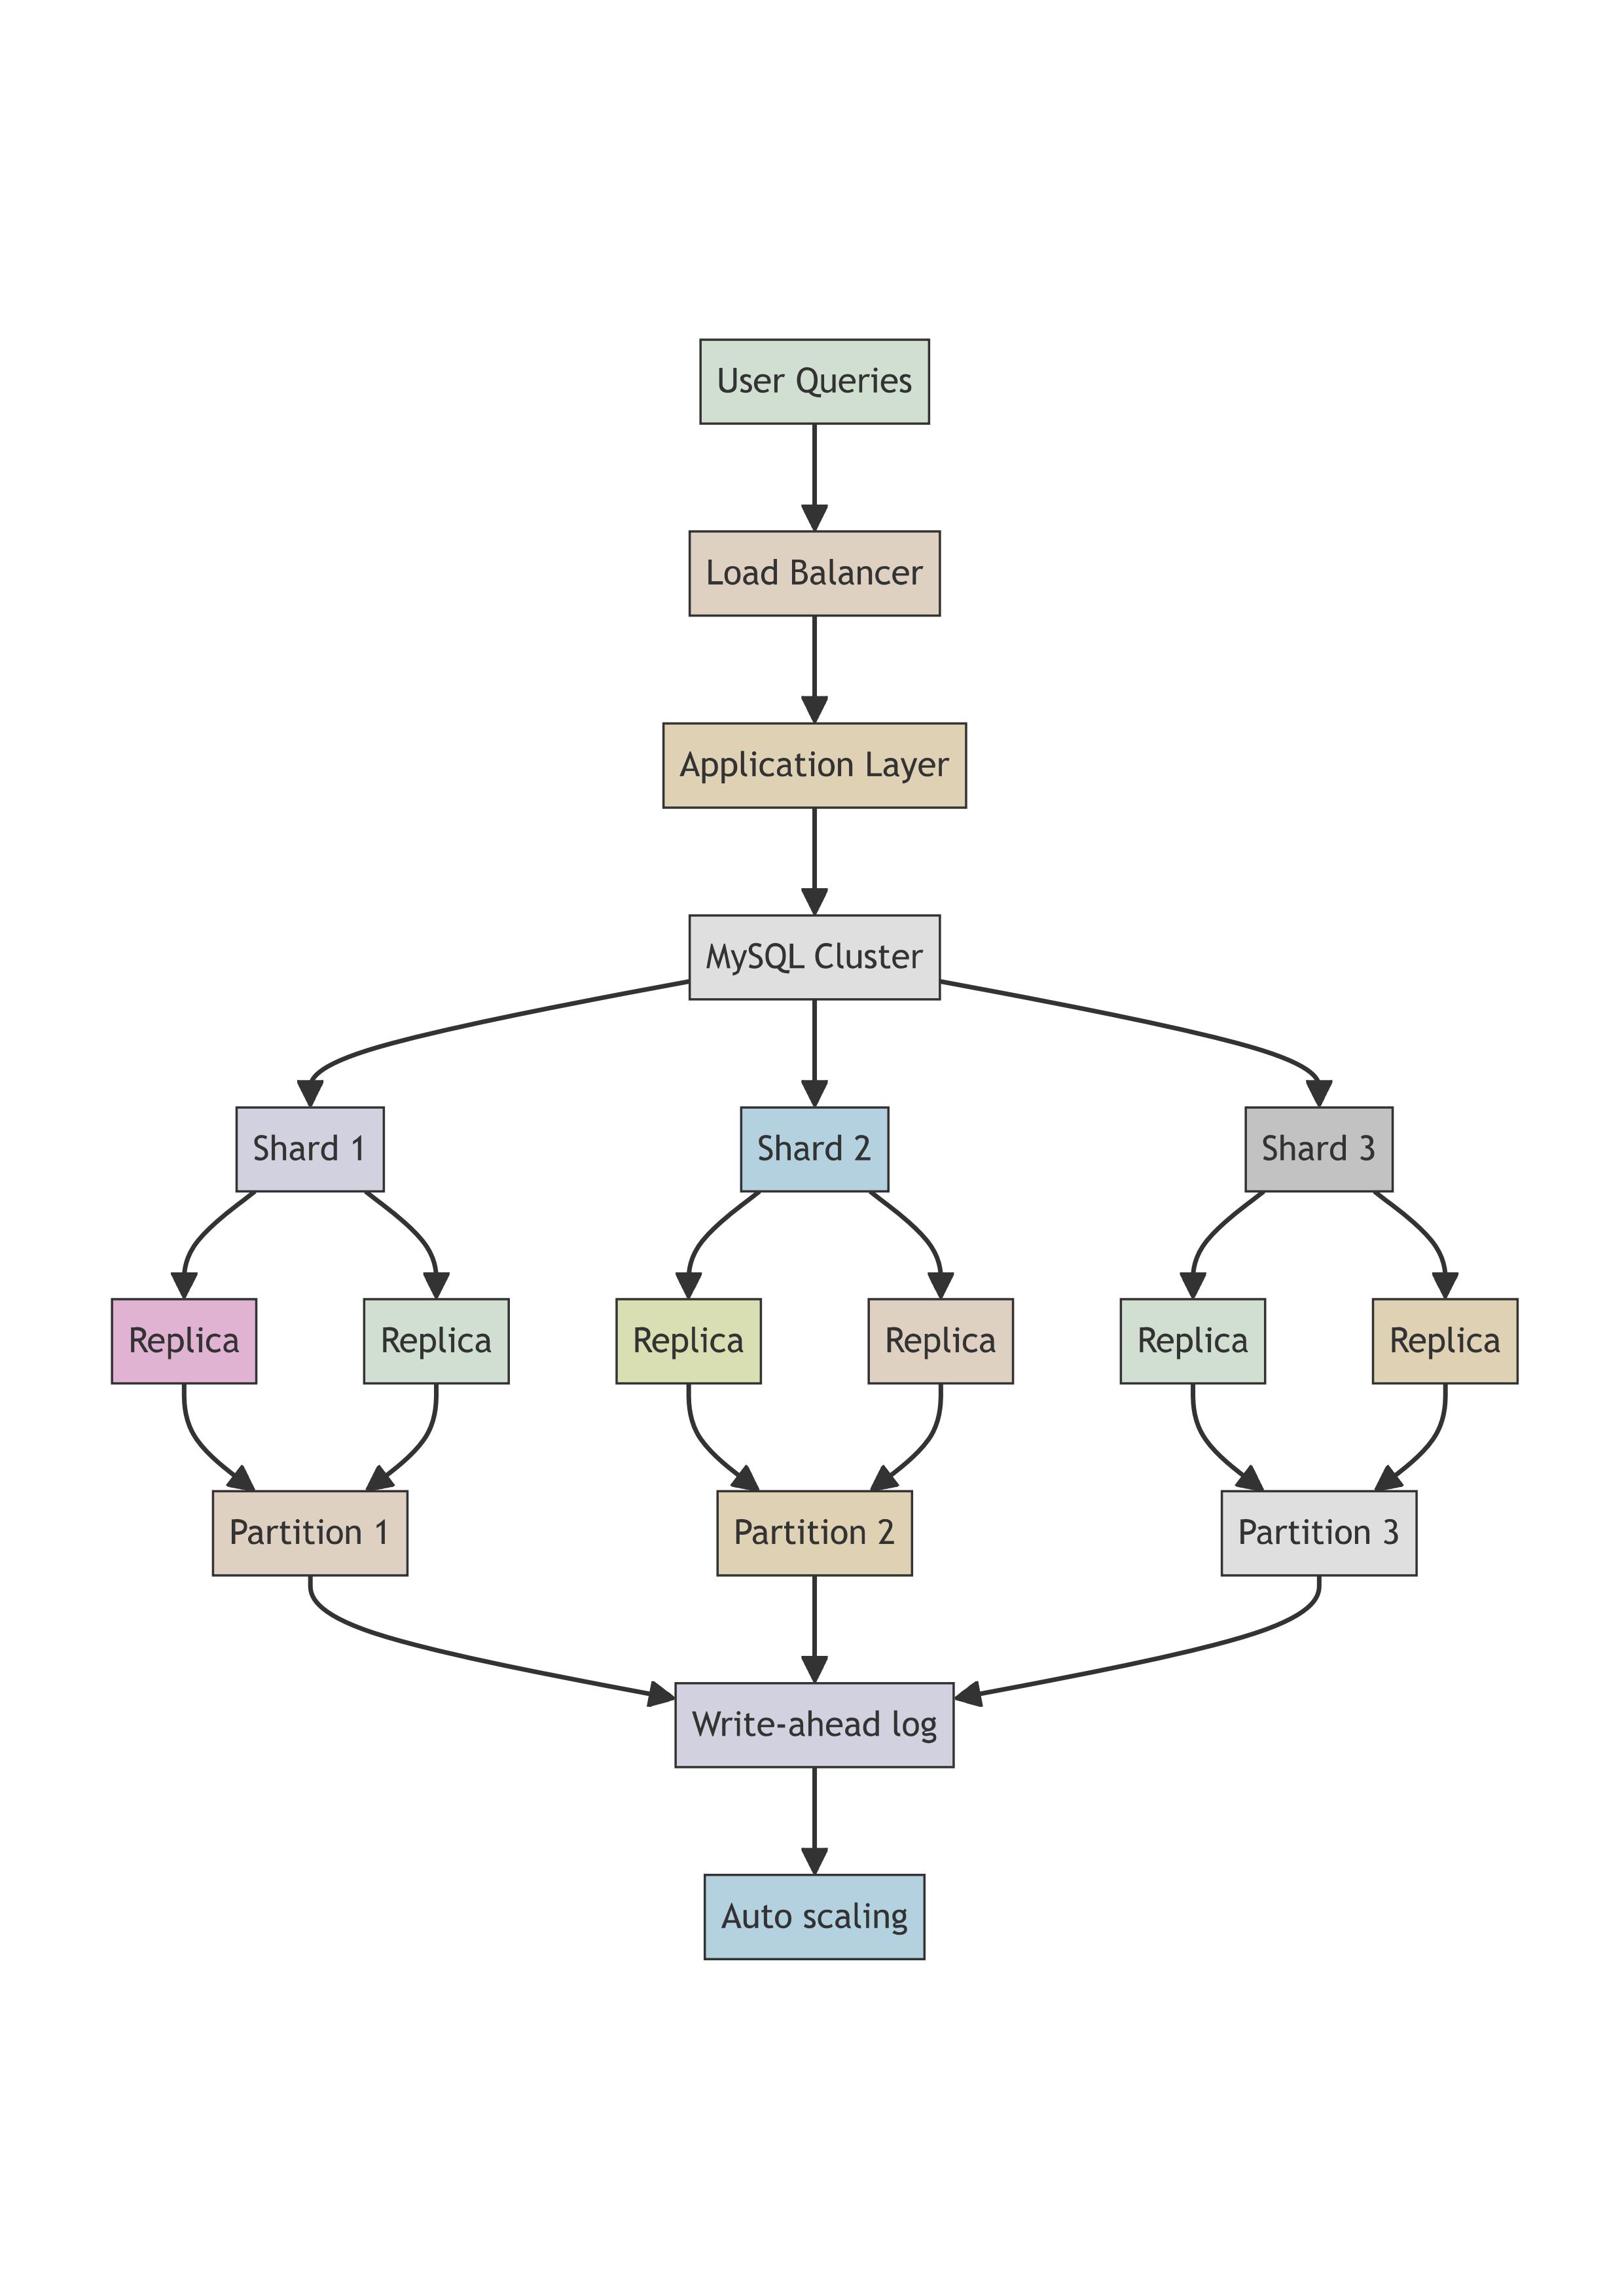 User Queries
Load Balancer
Application Layer
MySQL Cluster
Shard 1
Shard 2
Shard 3
Replica
Replica
Replica
Replica
Replica
Replica
Partition 1
Partition 2
Partition 3
Write-ahead log
Auto scaling